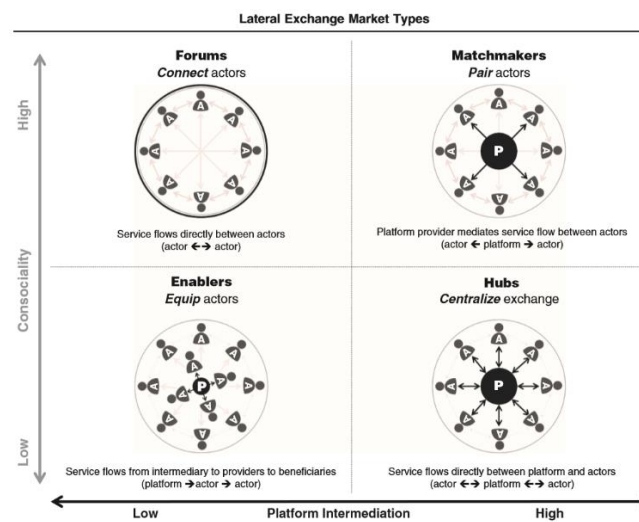 Lateral Exchange Market Types
Forums
Connect actors
A
A
A
A
A
A
A
A
Service flows directly between actors
(actor ←→ actor)
Matchmakers
Pair actors
A
A
A
A
P
A
A
A
A
Platform provider mediates service flow between actors
(actor ← platform → actor)
Enablers
Equip actors
A
A
A
A
A
P
A
A
A
A
A
A
A
Service flows from intermediary to providers to beneficiaries
(platform → actor → actor)
Hubs
Centralize exchange
A
A
A
A
P
A
A
A
A
Service flows directly between platform and actors
(actor ←→ platform ←→ actor)
High
Consociality
Low
Low Platform Intermediation High